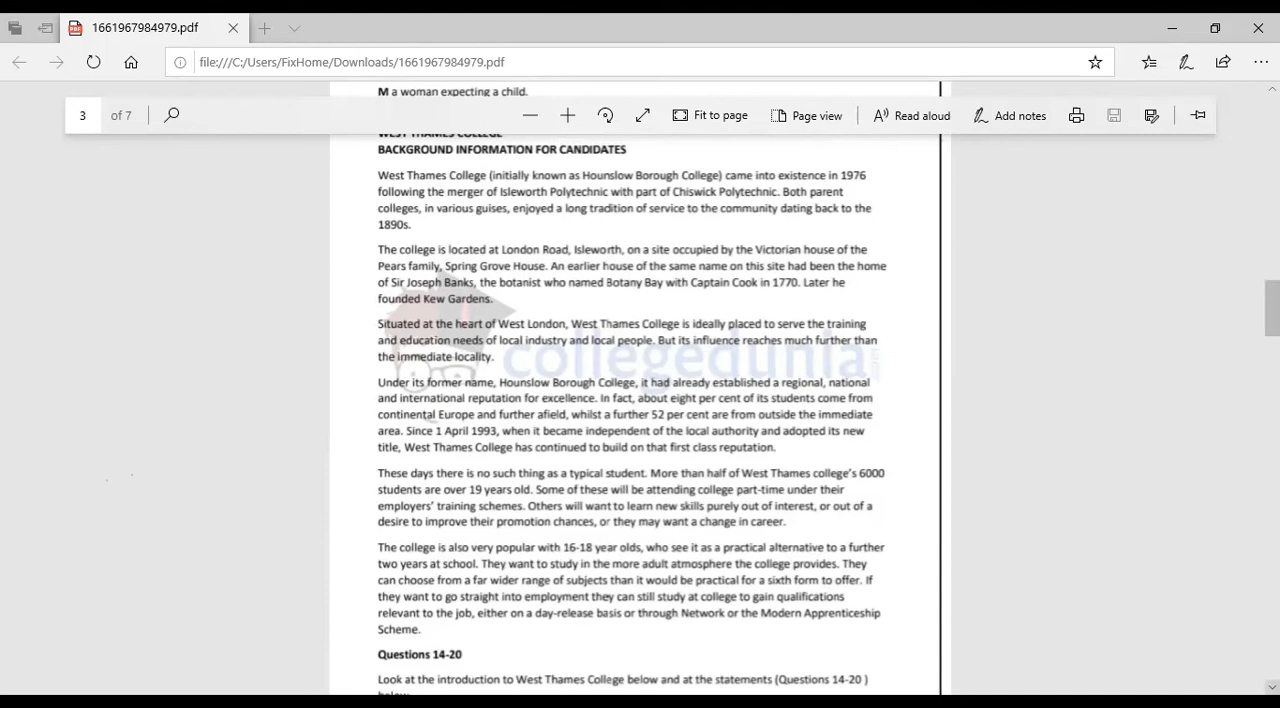 1661967984979.pdf
file:///C:/Users/FixHome/Downloads/1661967984979.pdf
M a woman expecting a child.
3 of 7 Fit to page Page view Read aloud Add notes
WEST THAMES COLLEGE
BACKGROUND INFORMATION FOR CANDIDATES
West Thames College (initially known as Hounslow Borough College) came into existence in 1976
following the merger of Isleworth Polytechnic with part of Chiswick Polytechnic. Both parent
colleges, in various guises, enjoyed a long tradition of service to the community dating back to the
1890s.
The college is located at London Road, Isleworth, on a site occupied by the Victorian house of the
Pears family, Spring Grove House. An earlier house of the same name on this site had been the home
of Sir Joseph Banks, the botanist who named Botany Bay with Captain Cook in 1770. Later he
founded Kew Gardens.
Situated at the heart of West London, West Thames College is ideally placed to serve the training
and education needs of local industry and local people. But its influence reaches much further than
the immediate locality.
collegedunia
Under its former name, Hounslow Borough College, it had already established a regional, national
and international reputation for excellence. In fact, about eight per cent of its students come from
continental Europe and further afield, whilst a further 52 per cent are from outside the immediate
area. Since 1 April 1993, when it became independent of the local authority and adopted its new
title, West Thames College has continued to build on that first class reputation.
These days there is no such thing as a typical student. More than half of West Thames college's 6000
students are over 19 years old. Some of these will be attending college part-time under their
employers' training schemes. Others will want to learn new skills purely out of interest, or out of a
desire to improve their promotion chances, or they may want a change in career.
The college is also very popular with 16-18 year olds, who see it as a practical alternative to a further
two years at school. They want to study in the more adult atmosphere the college provides. They
can choose from a far wider range of subjects than it would be practical for a sixth form to offer. If
they want to go straight into employment they can still study at college to gain qualifications
relevant to the job, either on a day-release basis or through Network or the Modern Apprenticeship
Scheme.
Questions 14-20
Look at the introduction to West Thames College below and at the statements (Questions 14-20 )
below.